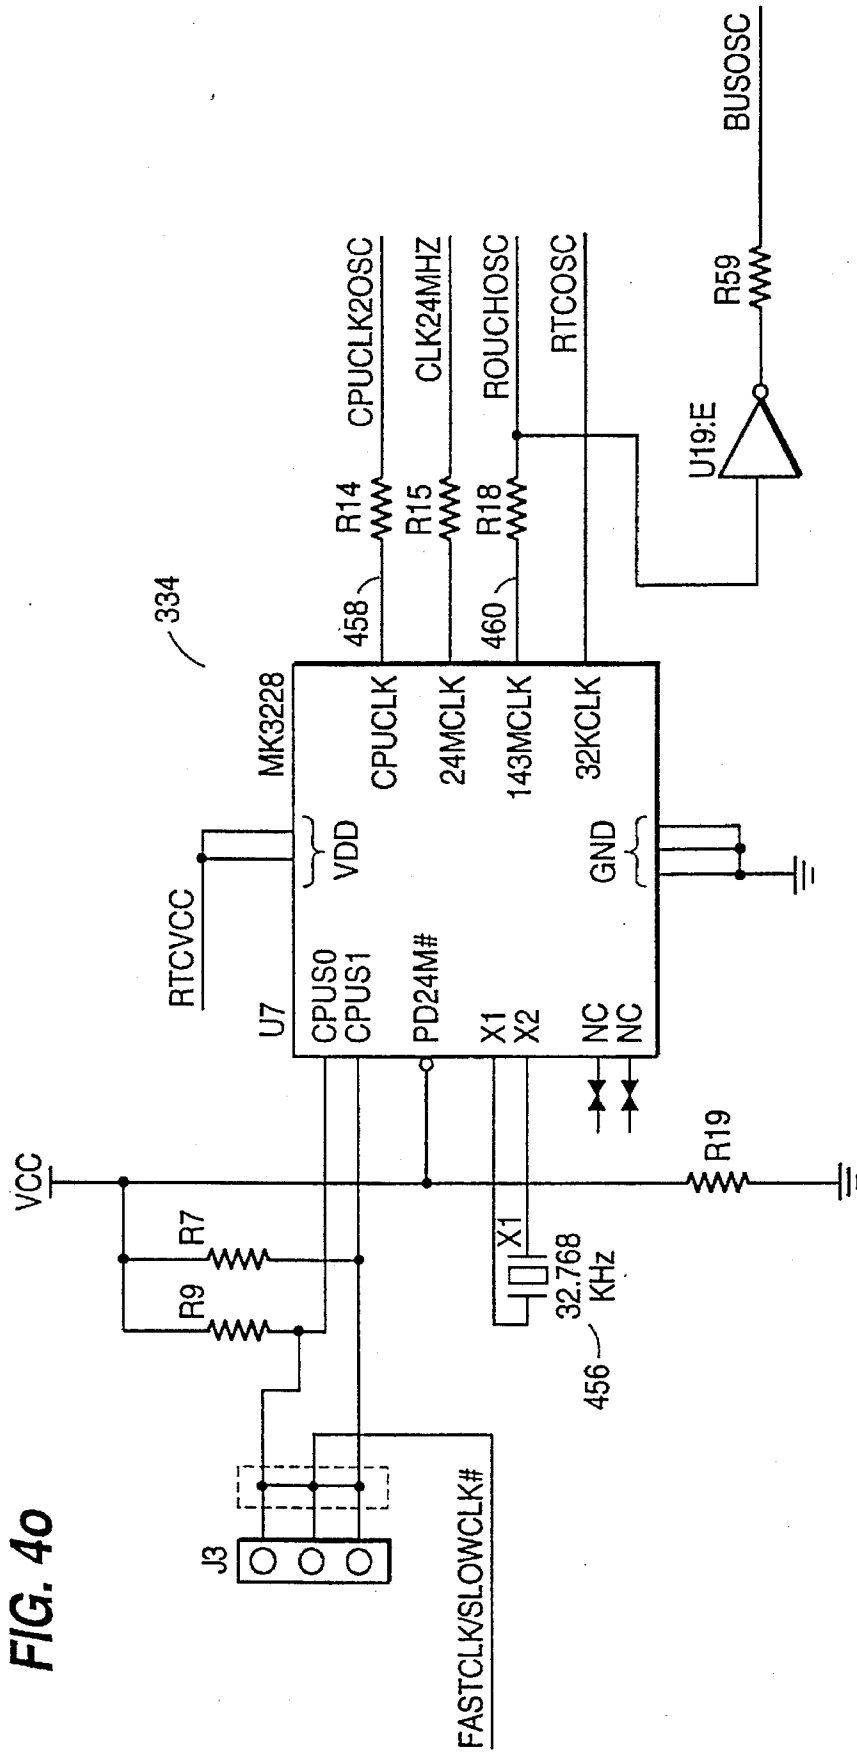 FIG. 4o
J3
FASTCLK/SLOWCLK#
VCC
R9
R7
R19
X1
32.768
KHz
456
RTCVCC
U7
MK3228
334
CPUS0
CPUS1
PD24M#
X1
X2
NC
NC
VDD
GND
CPUCLK
24MCLK
143MCLK
32KCLK
458
R14
CPUCLK2OSC
R15
CLK24MHZ
460
R18
ROUCHOSC
RTCOSC
U19:E
R59
BUSOSC